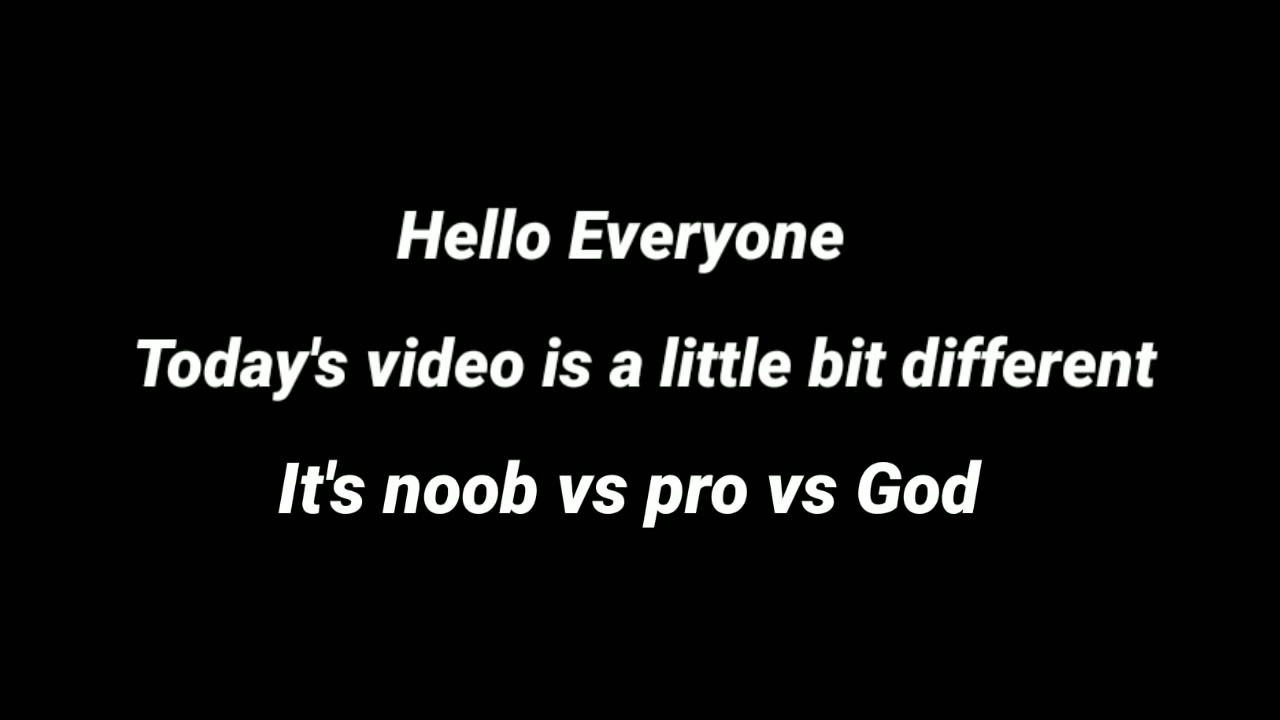 Hello Everyone
Today's video is a little bit different
It's noob vs pro vs God